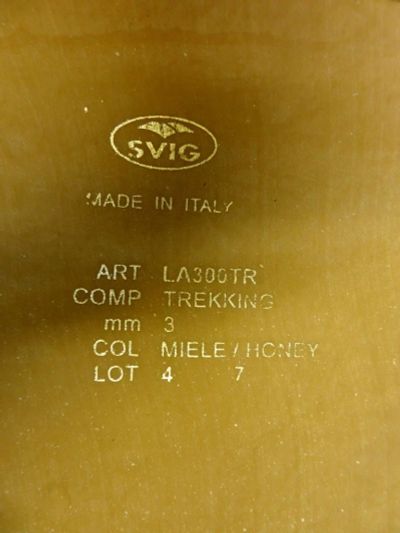 SVIG
MADE IN ITALY
ART LA300TR
COMP TREKKING
mm 3
COL MIELE / HONEY
LOT 4 7